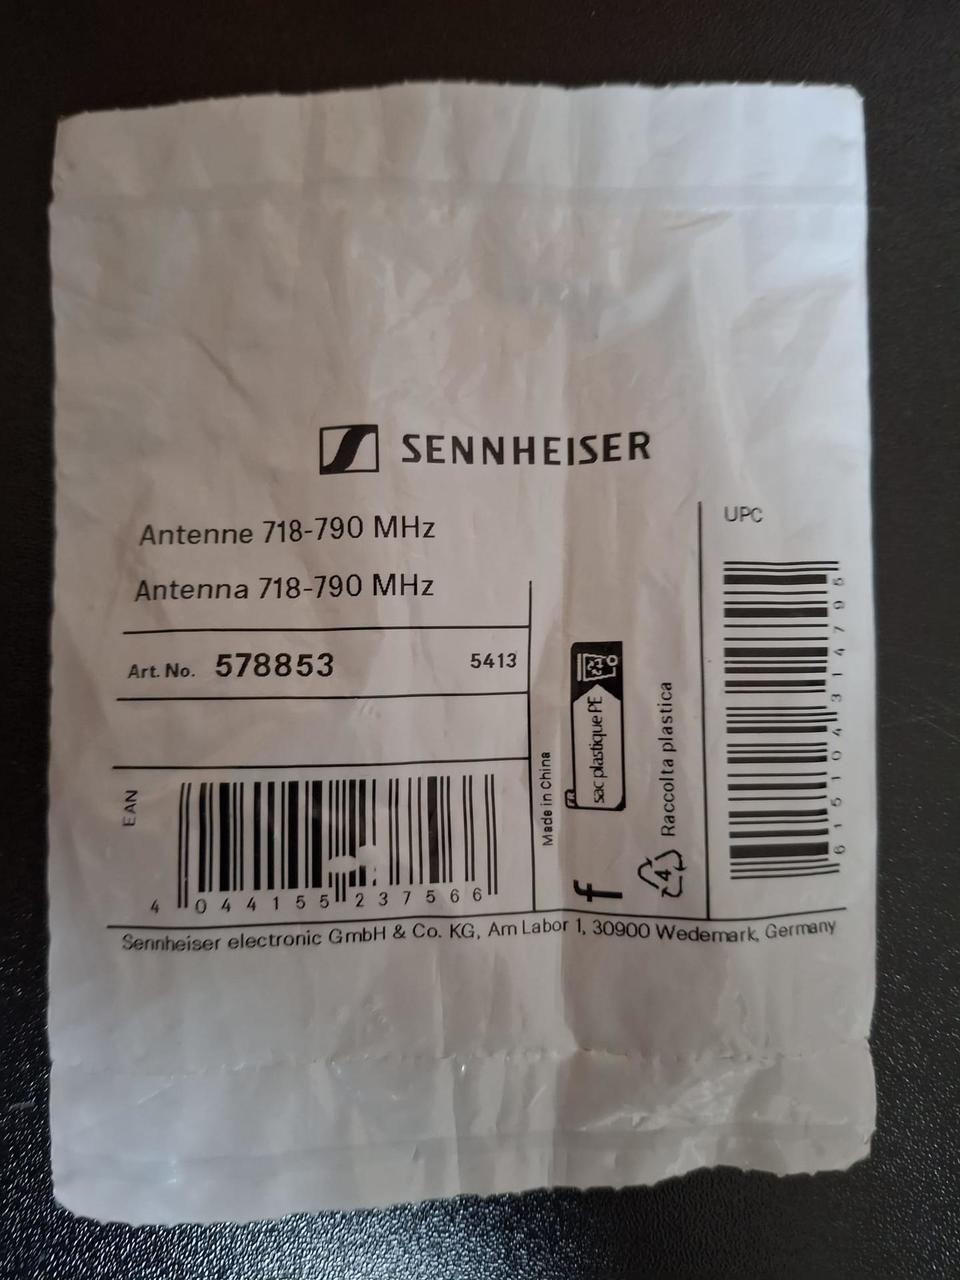 SENNHEISER
Antenne 718-790 MHz
Antenna 718-790 MHz
Art. No. 578853 5413
EAN
4 044155 237566
Made in China
FR
sac plastique PE
f
4
Raccolta plastica
UPC
6 15104 31479 5
Sennheiser electronic GmbH & Co. KG, Am Labor 1, 30900 Wedemark, Germany